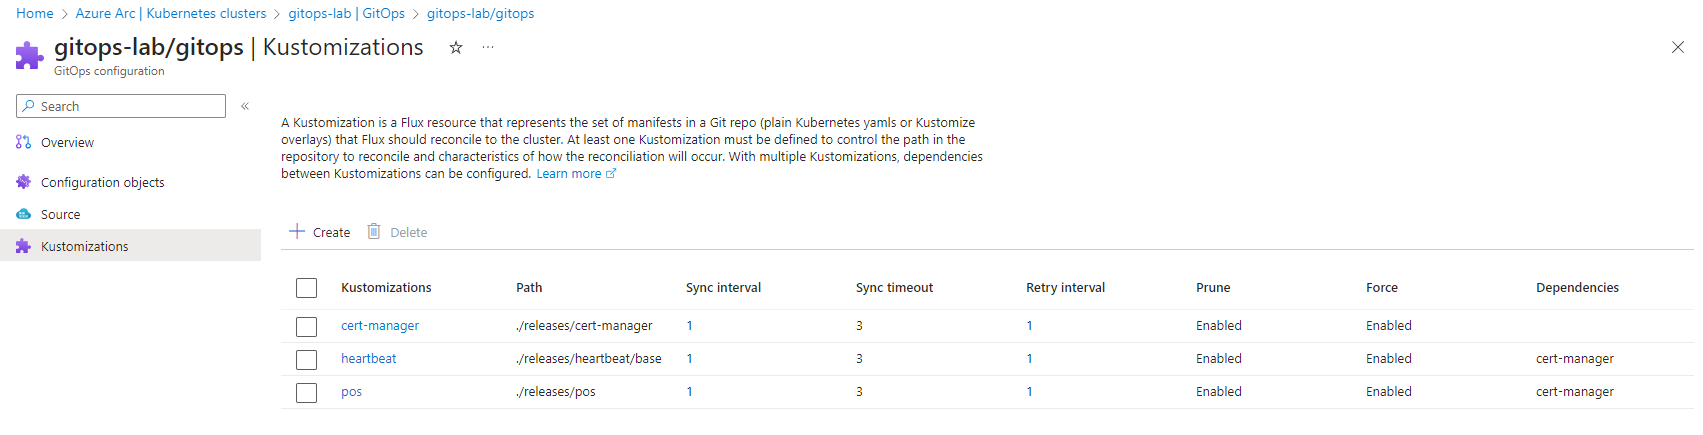 Home > Azure Arc | Kubernetes clusters > gitops-lab | GitOps > gitops-lab/gitops
gitops-lab/gitops | Kustomizations
GitOps configuration
Search
Overview
Configuration objects
Source
Kustomizations
A Kustomization is a Flux resource that represents the set of manifests in a Git repo (plain Kubernetes yamls or Kustomize
overlays) that Flux should reconcile to the cluster. At least one Kustomization must be defined to control the path in the
repository to reconcile and characteristics of how the reconciliation will occur. With multiple Kustomizations, dependencies
between Kustomizations can be configured. Learn more
Create Delete
Kustomizations Path Sync interval Sync timeout Retry interval Prune Force Dependencies
cert-manager ./releases/cert-manager 1 3 1 Enabled Enabled
heartbeat ./releases/heartbeat/base 1 3 1 Enabled Enabled cert-manager
pos ./releases/pos 1 3 1 Enabled Enabled cert-manager